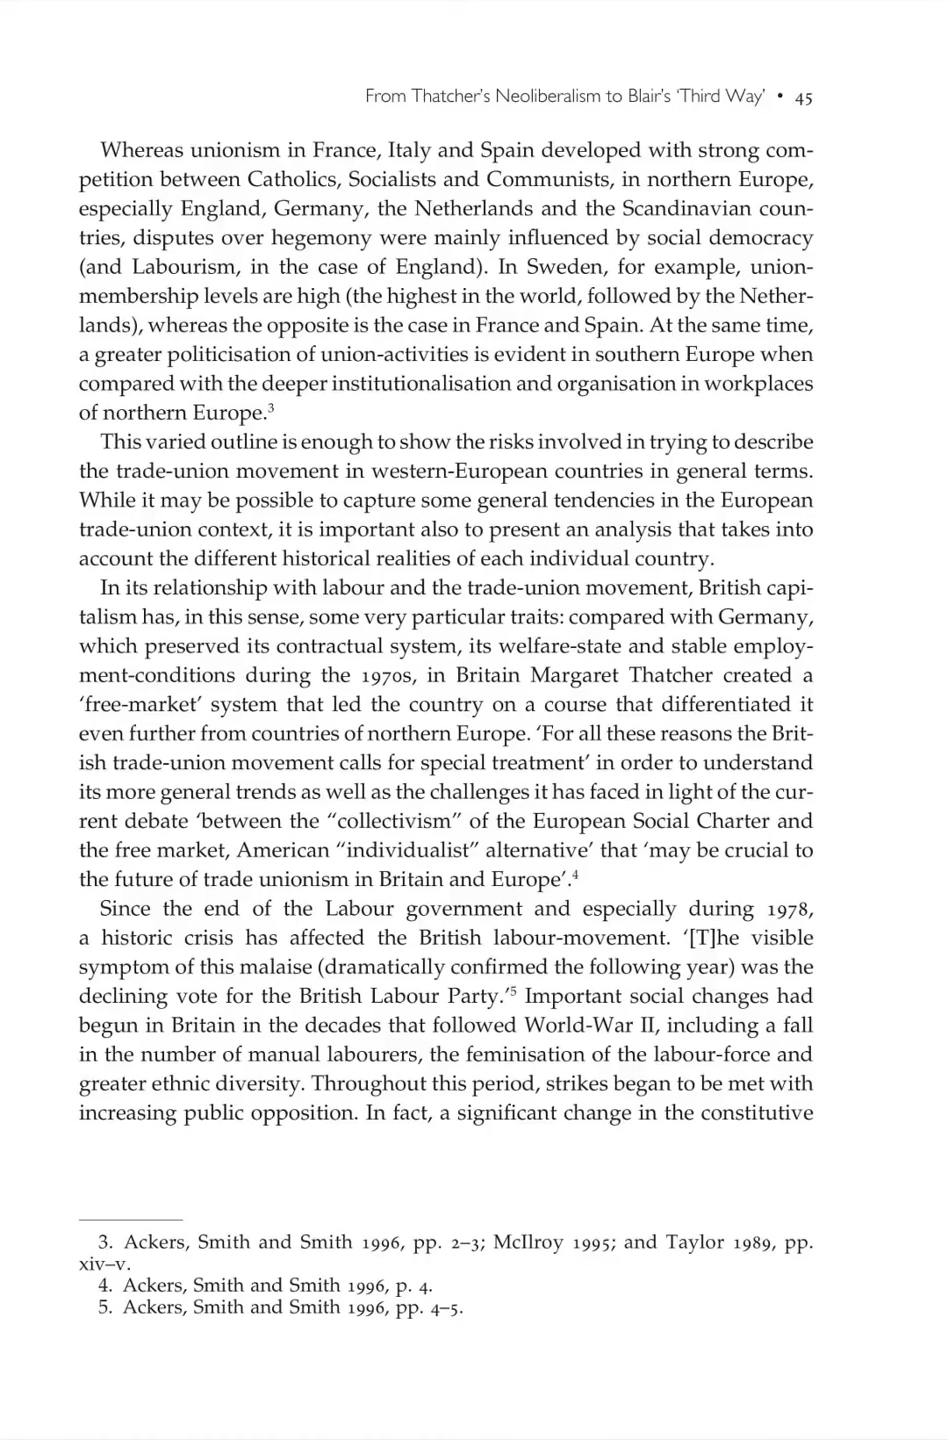 From Thatcher’s Neoliberalism to Blair’s ‘Third Way’ • 45
Whereas unionism in France, Italy and Spain developed with strong com-
petition between Catholics, Socialists and Communists, in northern Europe,
especially England, Germany, the Netherlands and the Scandinavian coun-
tries, disputes over hegemony were mainly influenced by social democracy
(and Labourism, in the case of England). In Sweden, for example, union-
membership levels are high (the highest in the world, followed by the Nether-
lands), whereas the opposite is the case in France and Spain. At the same time,
a greater politicisation of union-activities is evident in southern Europe when
compared with the deeper institutionalisation and organisation in workplaces
of northern Europe.³
This varied outline is enough to show the risks involved in trying to describe
the trade-union movement in western-European countries in general terms.
While it may be possible to capture some general tendencies in the European
trade-union context, it is important also to present an analysis that takes into
account the different historical realities of each individual country.
In its relationship with labour and the trade-union movement, British capi-
talism has, in this sense, some very particular traits: compared with Germany,
which preserved its contractual system, its welfare-state and stable employ-
ment-conditions during the 1970s, in Britain Margaret Thatcher created a
‘free-market’ system that led the country on a course that differentiated it
even further from countries of northern Europe. ‘For all these reasons the Brit-
ish trade-union movement calls for special treatment’ in order to understand
its more general trends as well as the challenges it has faced in light of the cur-
rent debate ‘between the “collectivism” of the European Social Charter and
the free market, American “individualist” alternative’ that ‘may be crucial to
the future of trade unionism in Britain and Europe’.⁴
Since the end of the Labour government and especially during 1978,
a historic crisis has affected the British labour-movement. ‘[T]he visible
symptom of this malaise (dramatically confirmed the following year) was the
declining vote for the British Labour Party.’⁵ Important social changes had
begun in Britain in the decades that followed World-War II, including a fall
in the number of manual labourers, the feminisation of the labour-force and
greater ethnic diversity. Throughout this period, strikes began to be met with
increasing public opposition. In fact, a significant change in the constitutive
3. Ackers, Smith and Smith 1996, pp. 2–3; McIlroy 1995; and Taylor 1989, pp.
xiv–v.
4. Ackers, Smith and Smith 1996, p. 4.
5. Ackers, Smith and Smith 1996, pp. 4–5.